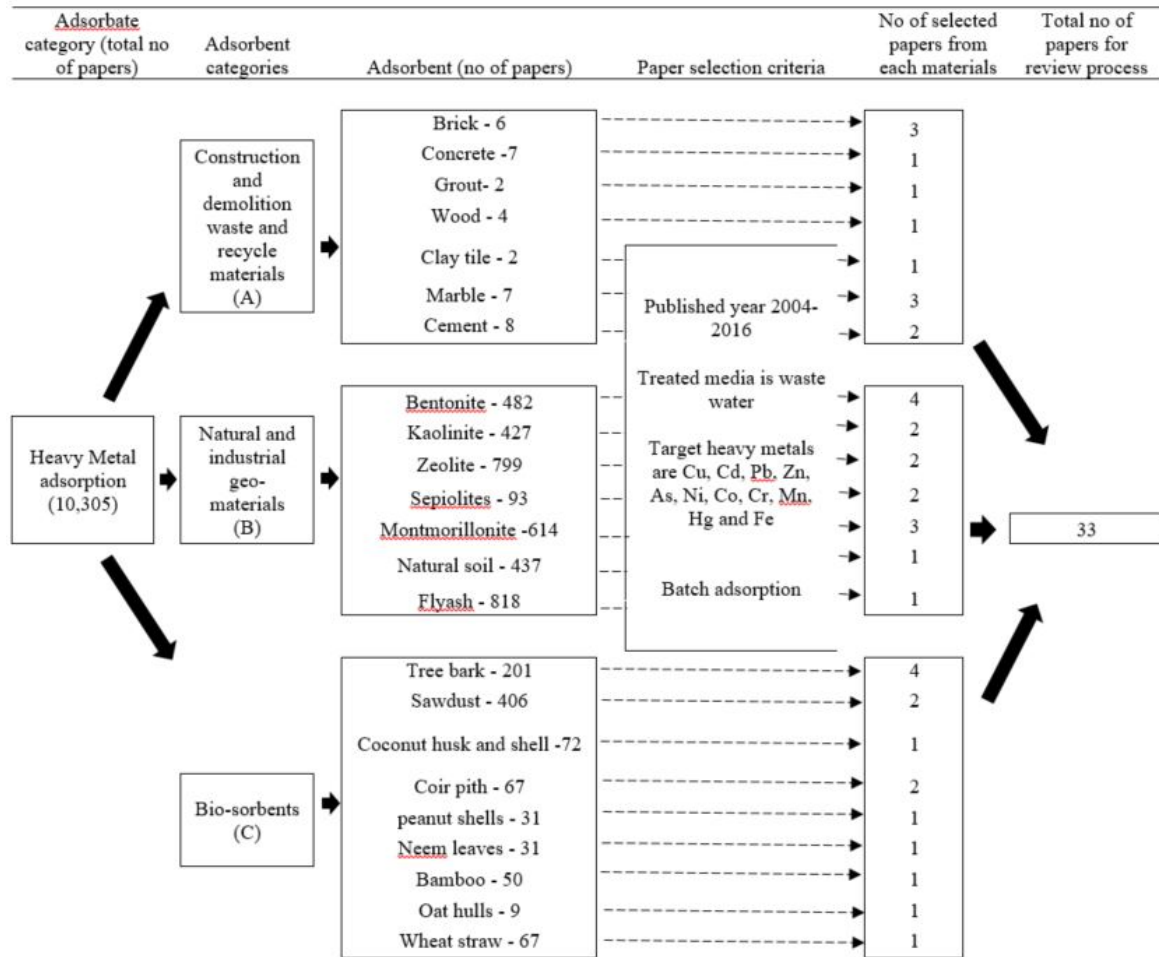 Adsorbate
category (total no
of papers)
Adsorbent
categories
Adsorbent (no of papers)
Paper selection criteria
No of selected
papers from
each materials
Total no of
papers for
review process
Heavy Metal
adsorption
(10,305)
Construction
and
demolition
waste and
recycle
materials
(A)
Brick - 6
Concrete -7
Grout- 2
Wood - 4
Clay tile - 2
Marble - 7
Cement - 8
3
1
1
1
1
3
2
Natural and
industrial
geo-
materials
(B)
Bentonite - 482
Kaolinite - 427
Zeolite - 799
Sepiolites - 93
Montmorillonite -614
Natural soil - 437
Flyash - 818
Published year 2004-
2016
Treated media is waste
water
Target heavy metals
are Cu, Cd, Pb, Zn,
As, Ni, Co, Cr, Mn,
Hg and Fe
Batch adsorption
4
2
2
2
3
1
1
33
Bio-sorbents
(C)
Tree bark - 201
Sawdust - 406
Coconut husk and shell -72
Coir pith - 67
peanut shells - 31
Neem leaves - 31
Bamboo - 50
Oat hulls - 9
Wheat straw - 67
4
2
1
2
1
1
1
1
1